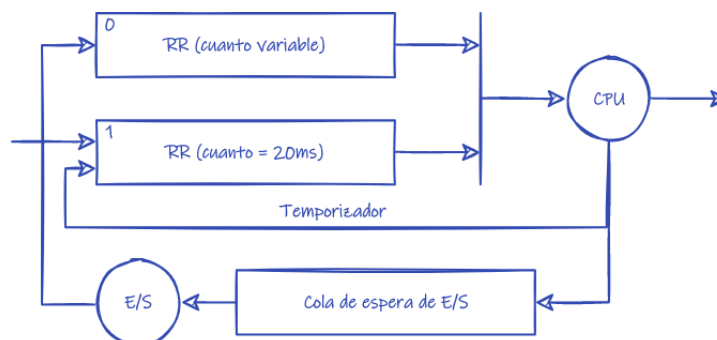 0
RR (cuanto variable)
CPU
1
RR (cuanto = 20ms)
Temporizador
E/S
Cola de espera de E/S